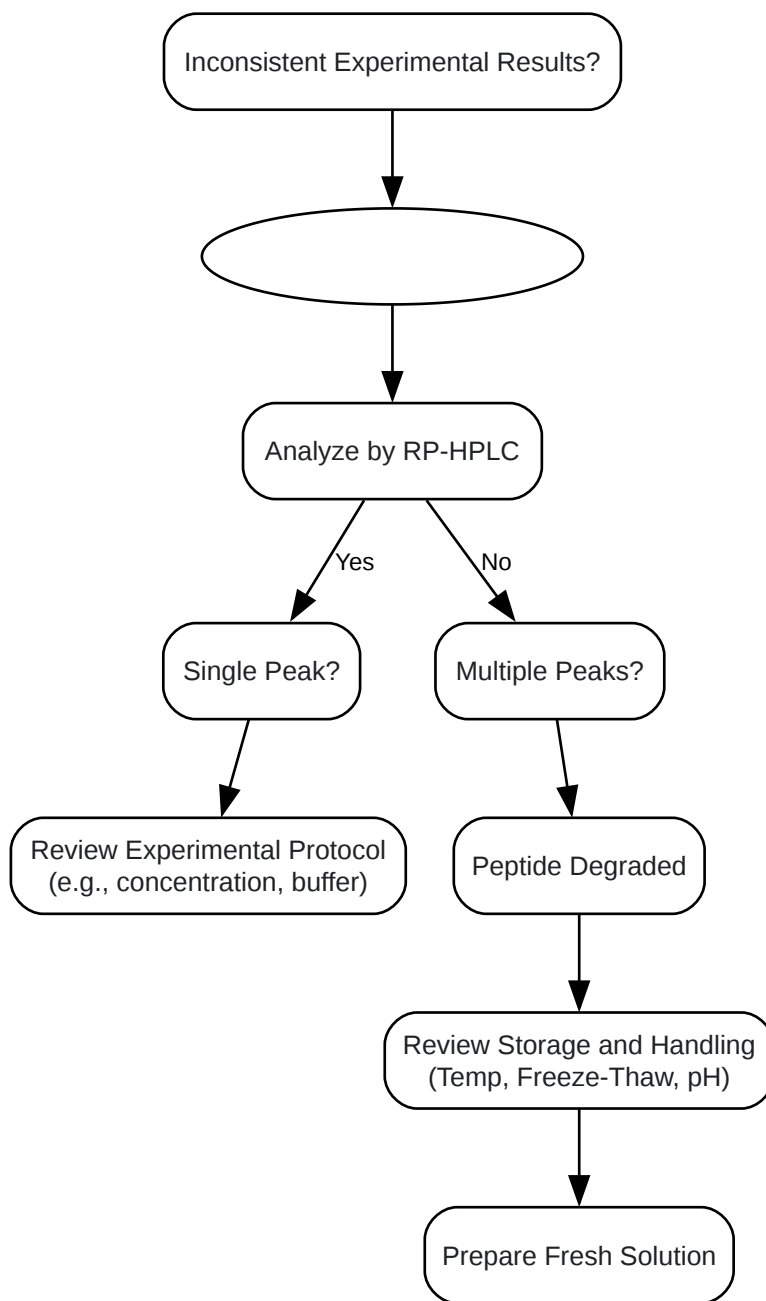 Inconsistent Experimental Results?
Analyze by RP-HPLC
Yes
No
Single Peak?
Multiple Peaks?
Review Experimental Protocol
(e.g., concentration, buffer)
Peptide Degraded
Review Storage and Handling
(Temp, Freeze-Thaw, pH)
Prepare Fresh Solution